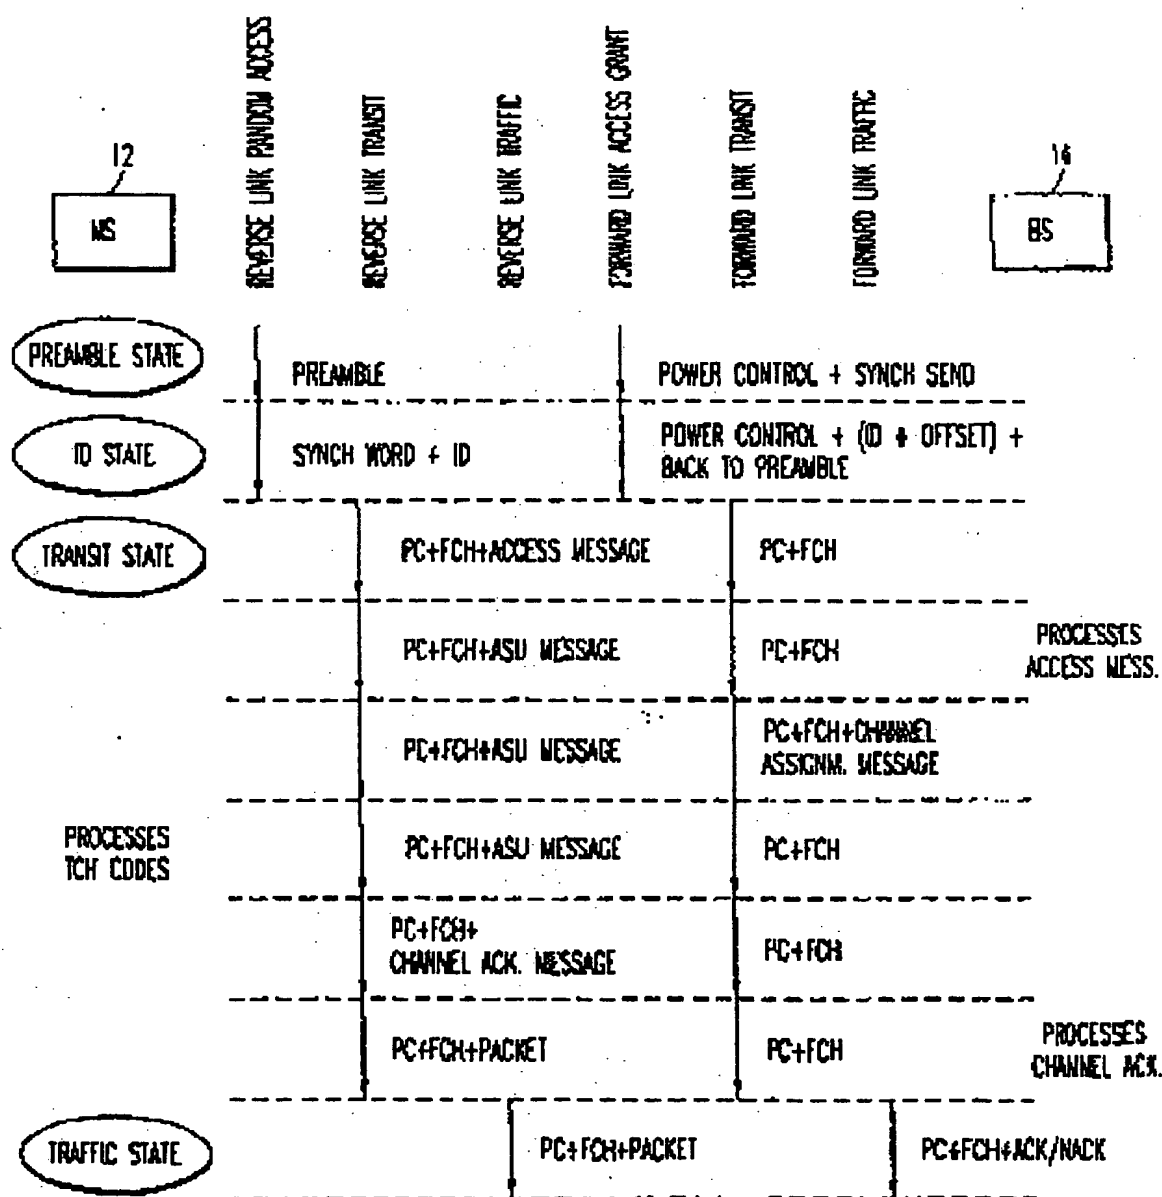 REVERSE LINK PANDOM ACCESS
REVERSE LINK TRANSIT
REVERSE LINK TRAFFIC
FORWARD LINK ACCESS GRANT
FORWARD LINK TRANSIT
FORWARD LINK TRAFFIC
12
MS
16
BS
PREAMBLE STATE
PREAMBLE
POWER CONTROL + SYNCH SEND
ID STATE
SYNCH WORD + ID
POWER CONTROL + (ID + OFFSET) +
BACK TO PREAMBLE
TRANSIT STATE
PC+FCH+ACCESS MESSAGE
PC+FCH
PC+FCH+ASU MESSAGE
PC+FCH
PROCESSES
ACCESS MESS.
PC+FCH+ASU MESSAGE
PC+FCH+CHANNEL
ASSIGNM. MESSAGE
PROCESSES
TCH CODES
PC+FCH+ASU MESSAGE
PC+FCH
PC+FCH+
CHANNEL ACK. MESSAGE
PC+FCH
PC+FCH+PACKET
PC+FCH
PROCESSES
CHANNEL ACK.
TRAFFIC STATE
PC+FCH+PACKET
PC+FCH+ACK/NACK